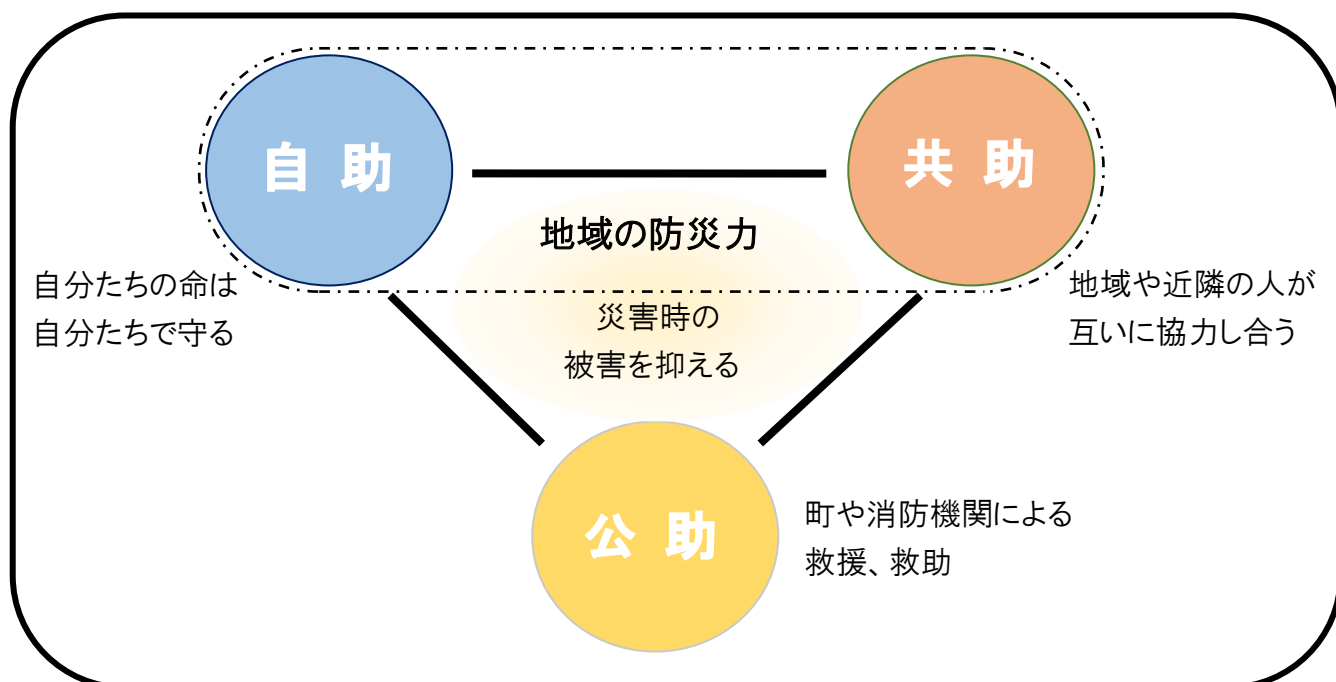 自 助
共 助
地域の防災力
自分たちの命は
自分たちで守る
災害時の
被害を抑える
地域や近隣の人が
互いに協力し合う
公 助
町や消防機関による
救援、救助